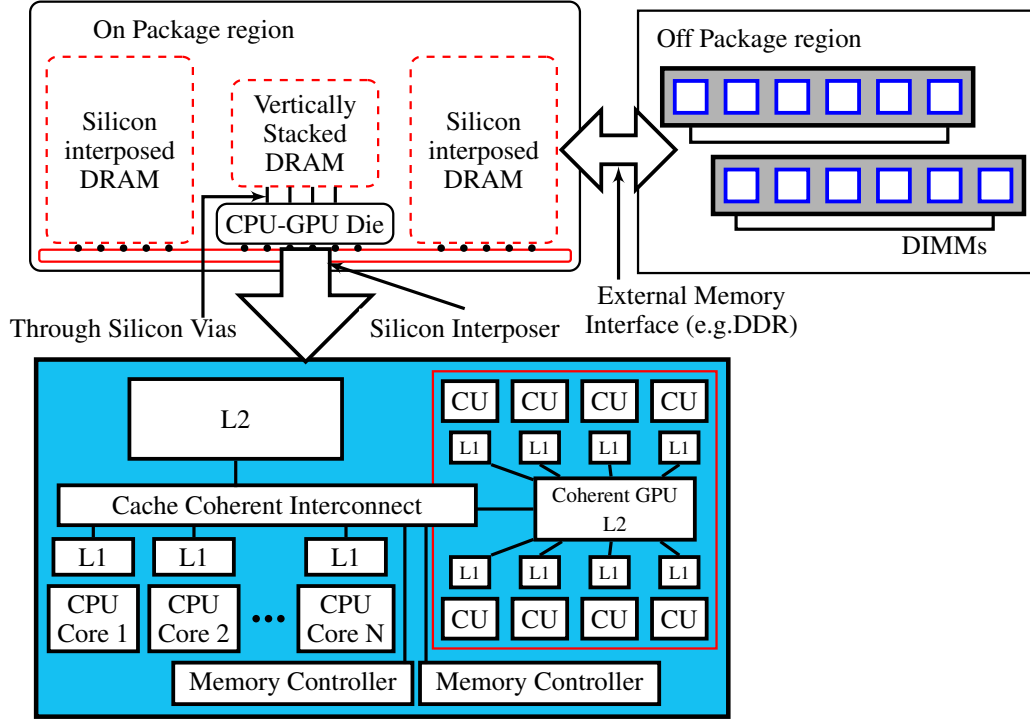 On Package region
Off Package region
Silicon
interposed
DRAM
Vertically
Stacked
DRAM
Silicon
interposed
DRAM
CPU-GPU Die
DIMMs
Through Silicon Vias
Silicon Interposer
External Memory
Interface (e.g.DDR)
L2
CU CU CU CU
L1 L1 L1 L1
Cache Coherent Interconnect
Coherent GPU
L2
L1 L1 L1
L1 L1 L1 L1
CPU
Core 1
CPU
Core 2
CPU
Core N
CU CU CU CU
Memory Controller
Memory Controller